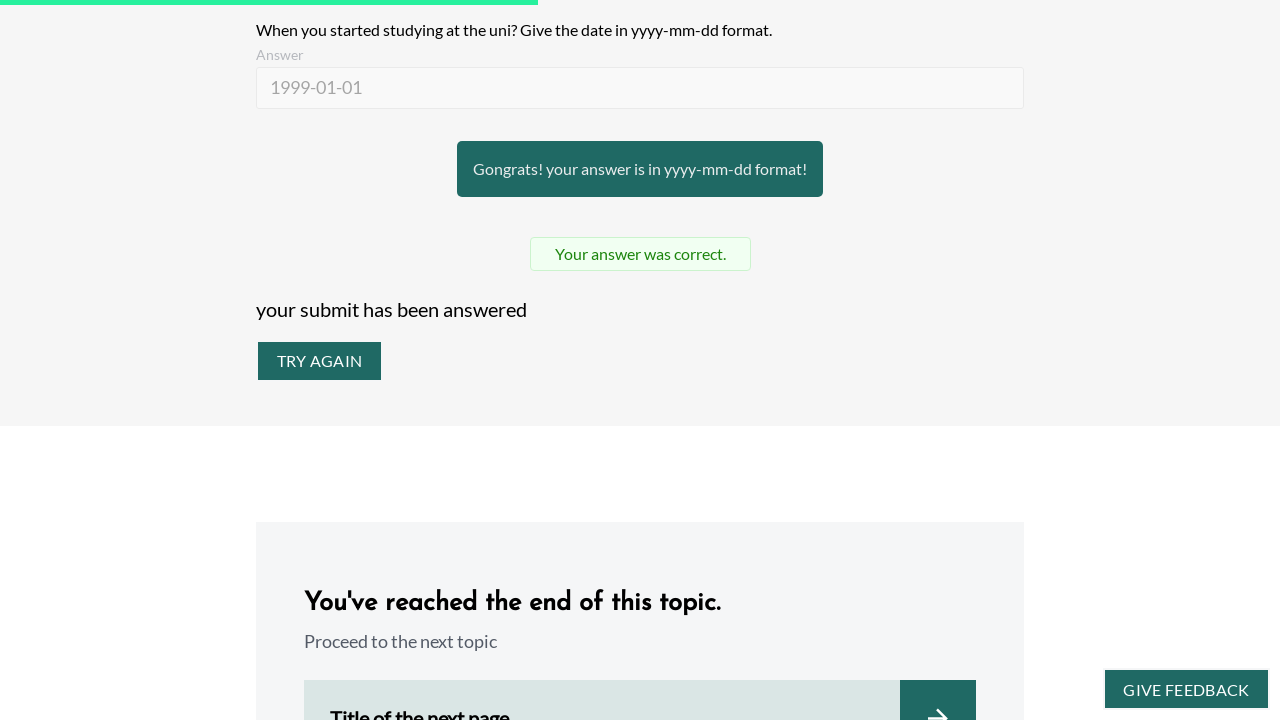 When you started studying at the uni? Give the date in yyyy-mm-dd format.
Answer
1999-01-01
Gongrats! your answer is in yyyy-mm-dd format!
Your answer was correct.
your submit has been answered
TRY AGAIN
You've reached the end of this topic.
Proceed to the next topic
Title of the next page
GIVE FEEDBACK